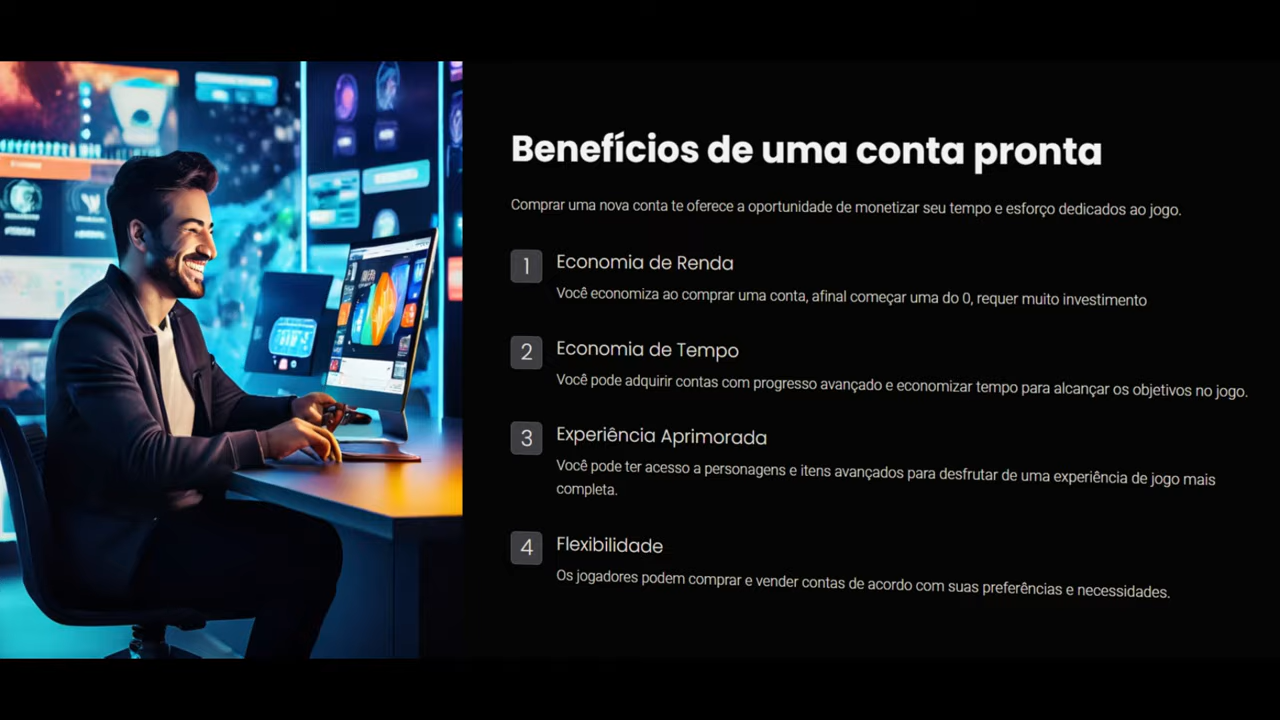 Benefícios de uma conta pronta
Comprar uma nova conta te oferece a oportunidade de monetizar seu tempo e esforço dedicados ao jogo.
1 Economia de Renda
Você economiza ao comprar uma conta, afinal começar uma do 0, requer muito investimento
2 Economia de Tempo
Você pode adquirir contas com progresso avançado e economizar tempo para alcançar os objetivos no jogo.
3 Experiência Aprimorada
Você pode ter acesso a personagens e itens avançados para desfrutar de uma experiência de jogo mais
completa.
4 Flexibilidade
Os jogadores podem comprar e vender contas de acordo com suas preferências e necessidades.